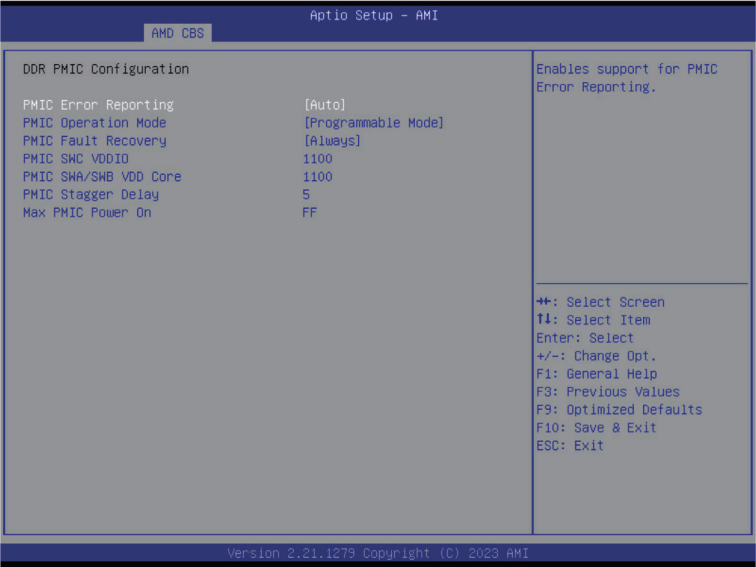 Aptio Setup – AMI
AMD CBS
DDR PMIC Configuration
PMIC Error Reporting [Auto]
PMIC Operation Mode [Programmable Mode]
PMIC Fault Recovery [Always]
PMIC SWC VDDIO 1100
PMIC SWA/SWB VDD Core 1100
PMIC Stagger Delay 5
Max PMIC Power On FF
Enables support for PMIC
Error Reporting.
→←: Select Screen
↑↓: Select Item
Enter: Select
+/-: Change Opt.
F1: General Help
F3: Previous Values
F9: Optimized Defaults
F10: Save & Exit
ESC: Exit
Version 2.21.1279 Copyright (C) 2023 AMI